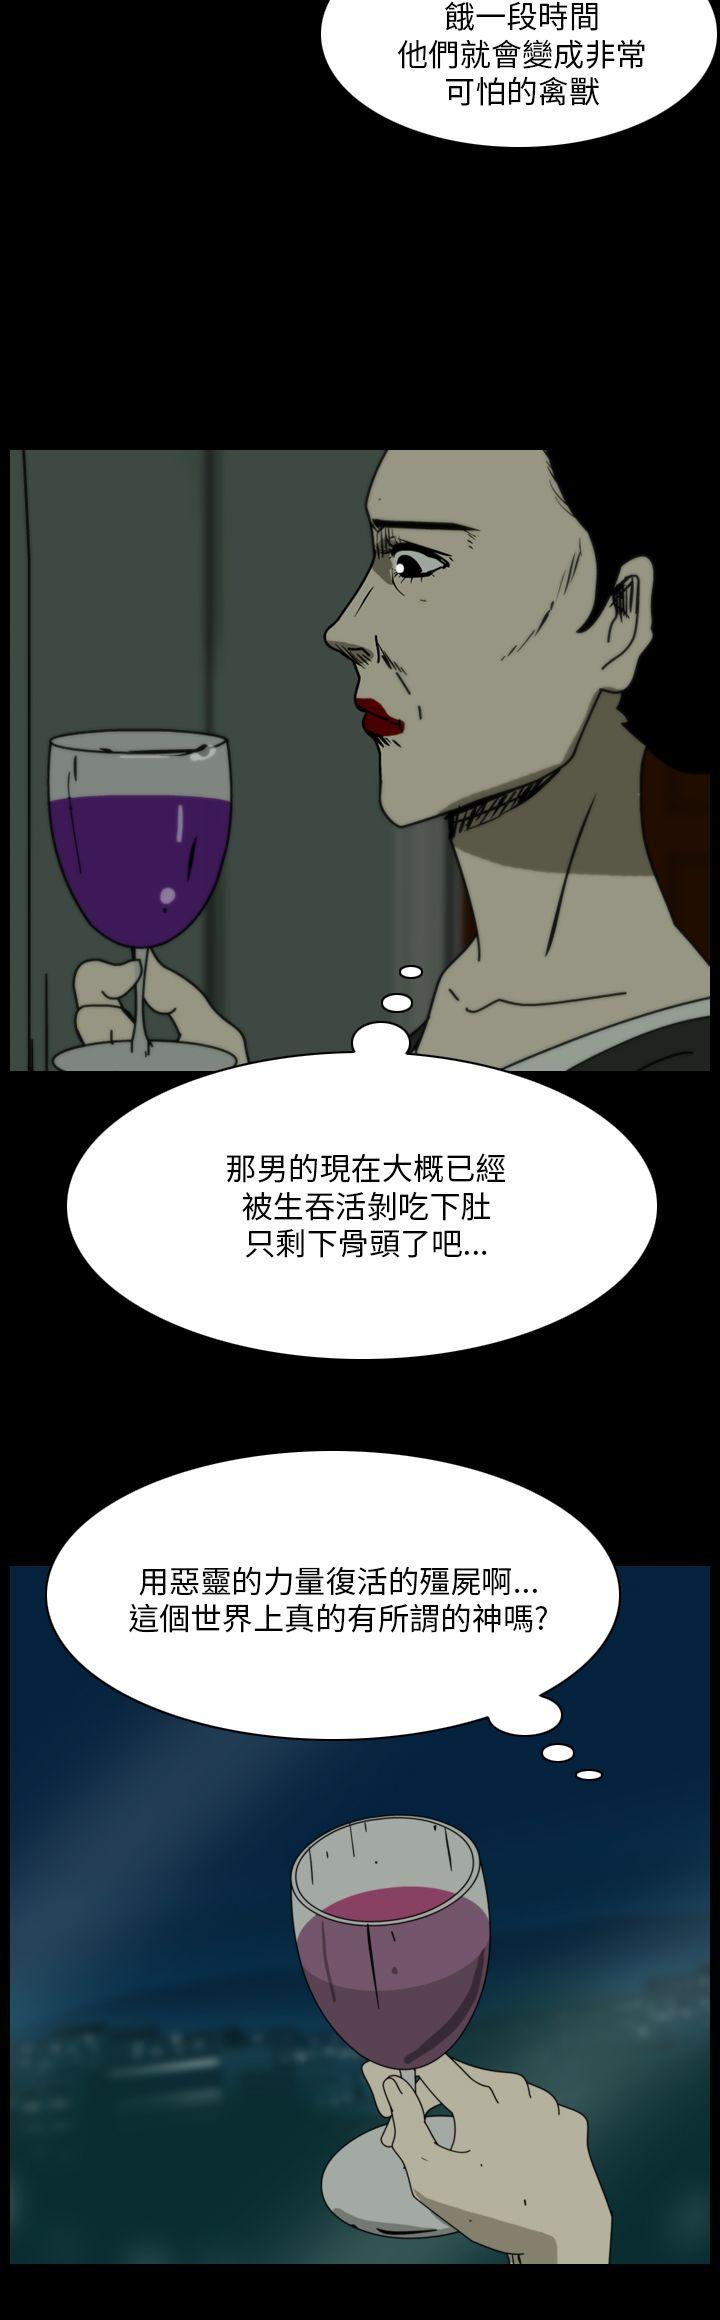 餓一段時間
他們就會變成非常
可怕的禽獸
那男的現在大概已經
被生吞活剝吃下肚
只剩下骨頭了吧...
用惡靈的力量復活的殭屍啊...
這個世界上真的有所謂的神嗎?